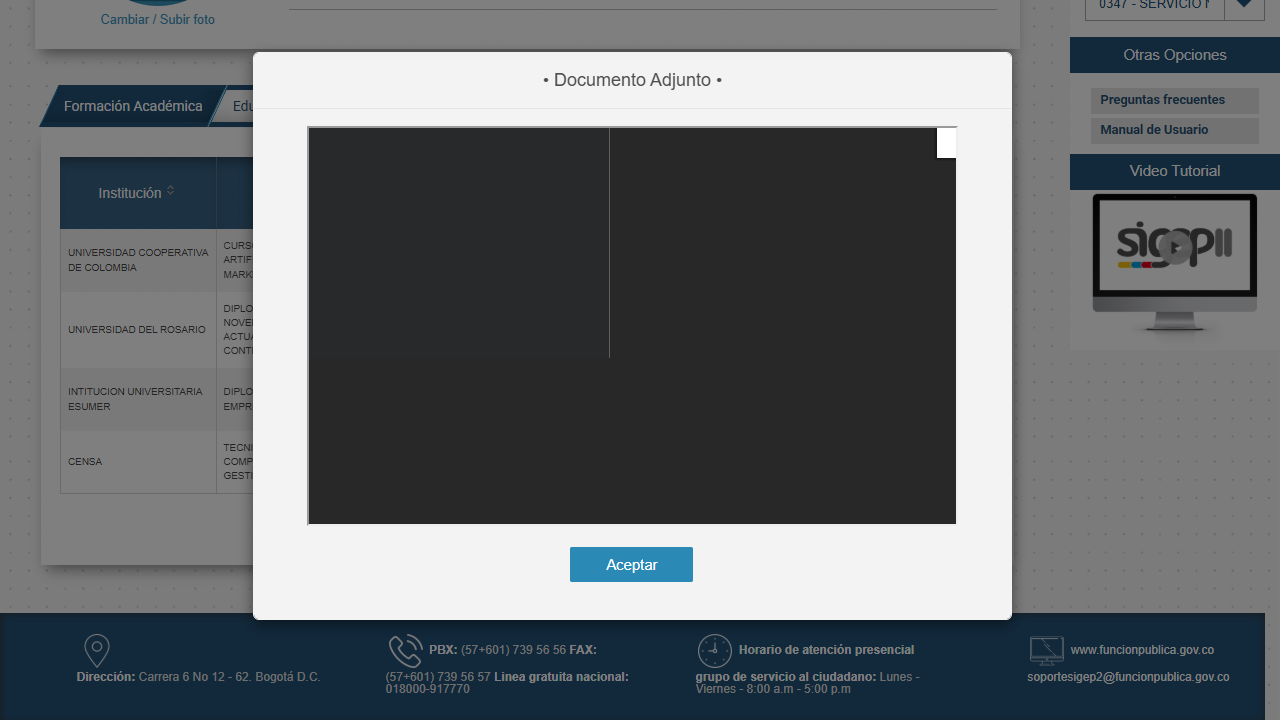 Cambiar / Subir foto
0347 - SERVICIO
Otras Opciones
• Documento Adjunto •
Preguntas frecuentes
Formación Académica
Edu
Manual de Usuario
Video Tutorial
Institución
sigep II
UNIVERSIDAD COOPERATIVA
DE COLOMBIA
CURS
ARTIF
MARK
UNIVERSIDAD DEL ROSARIO
DIPLO
NOVE
ACTUA
CONT
INTITUCION UNIVERSITARIA
ESUMER
DIPLO
EMPR
CENSA
TECNI
COMP
GESTI
Aceptar
Dirección: Carrera 6 No 12 - 62. Bogotá D.C.
PBX: (57+601) 739 56 56 FAX:
(57+601) 739 56 57 Linea gratuita nacional:
018000-917770
Horario de atención presencial
grupo de servicio al ciudadano: Lunes -
Viernes - 8:00 a.m - 5:00 p.m
www.funcionpublica.gov.co
soportesigep2@funcionpublica.gov.co